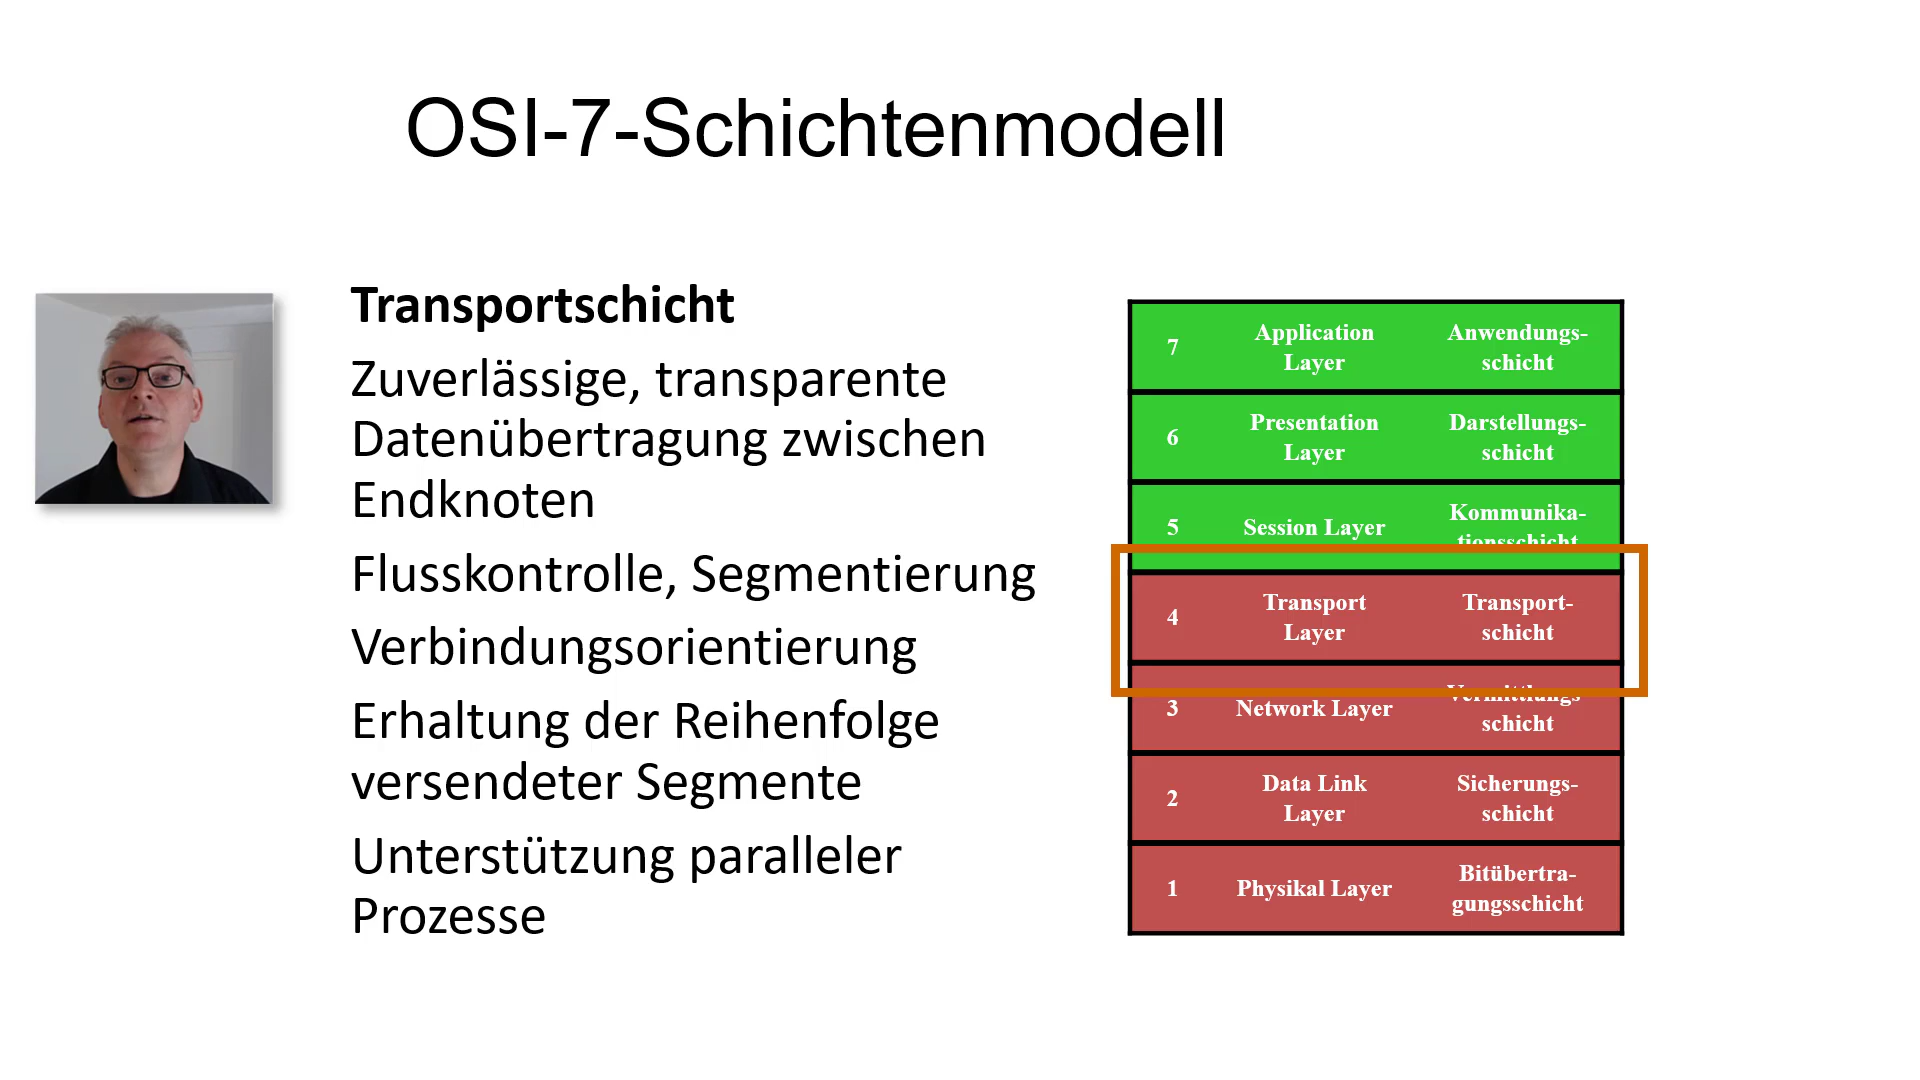 OSI-7-Schichtenmodell
Transportschicht
Zuverlässige, transparente
Datenübertragung zwischen
Endknoten
Flusskontrolle, Segmentierung
Verbindungsorientierung
Erhaltung der Reihenfolge
versendeter Segmente
Unterstützung paralleler
Prozesse
7 Application Layer Anwendungs-
schicht
6 Presentation Layer Darstellungs-
schicht
5 Session Layer Kommunika-
tionsschicht
4 Transport Layer Transport-
schicht
3 Network Layer Vermittlungs-
schicht
2 Data Link Layer Sicherungs-
schicht
1 Physikal Layer Bitübertra-
gungsschicht